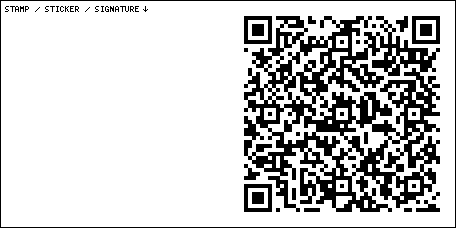 STAMP / STICKER / SIGNATURE ↓